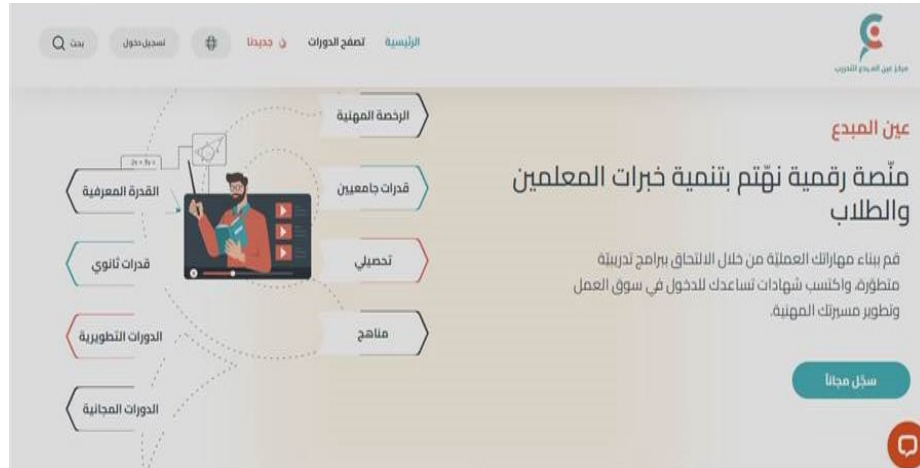 مركز عين المبدع للتدريب
الرئيسية
تصفح الدورات
جديدنا
تسجيل دخول
بحث
عين المبدع
منّصة رقمية نهّتم بتنمية خبرات المعلمين
والطلاب
قم ببناء مهاراتك العمليّة من خلال الالتحاق ببرامج تدريبيّة
متطوّرة، واكتسب شهادات تساعدك للدخول في سوق العمل
وتطوير مسيرتك المهنية.
سجّل مجاناً
الرخصة المهنية
قدرات جامعيين
تحصيلي
مناهج
القدرة المعرفية
قدرات ثانوي
الدورات التطويرية
الدورات المجانية